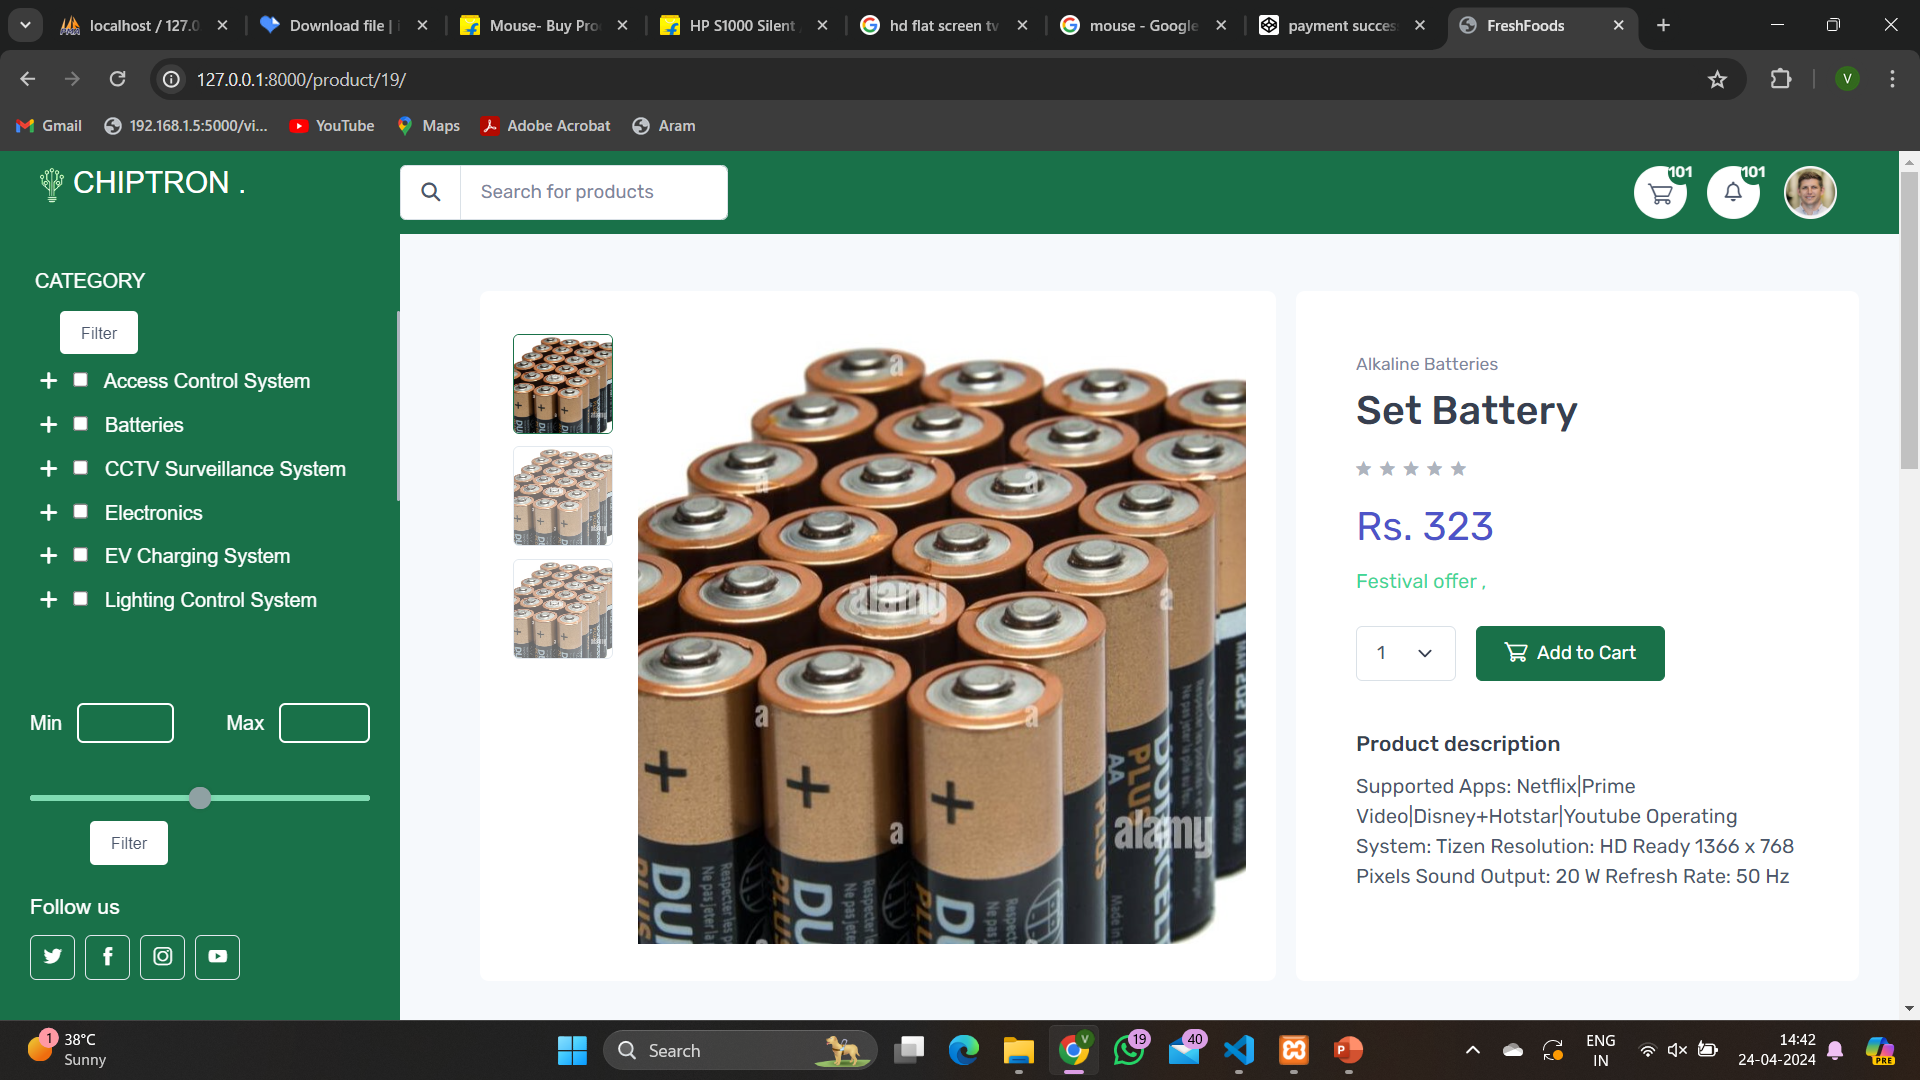 localhost / 127.0
Download file | i
Mouse- Buy Pro
HP S1000 Silent
hd flat screen tv
mouse - Google
payment succes
FreshFoods
127.0.0.1:8000/product/19/
V
Gmail
192.168.1.5:5000/vi...
YouTube
Maps
Adobe Acrobat
Aram
CHIPTRON .
Search for products
101
101
CATEGORY
Filter
Access Control System
Batteries
CCTV Surveillance System
Electronics
EV Charging System
Lighting Control System
Min
Max
Filter
Follow us
alamy
alamy
a
a
a
a
a
a
AA
PLUS
DURACELL
Alkaline Batteries
Set Battery
Rs. 323
Festival offer ,
1
Add to Cart
Product description
Supported Apps: Netflix|Prime
Video|Disney+Hotstar|Youtube Operating
System: Tizen Resolution: HD Ready 1366 x 768
Pixels Sound Output: 20 W Refresh Rate: 50 Hz
1
38°C
Sunny
Search
V
19
40
P
ENG
IN
14:42
24-04-2024
PRE